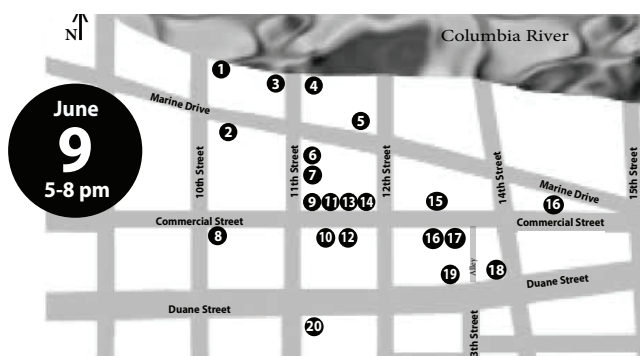 N
Columbia River
June
9
5-8 pm
1
3
4
Marine Drive
2
5
6
7
10th Street
11th Street
12th Street
14th Street
15th Street
Marine Drive
9
11
13
14
15
16
Commercial Street
Commercial Street
8
10
12
16
17
Alley
19
18
Duane Street
Duane Street
20
3th Street